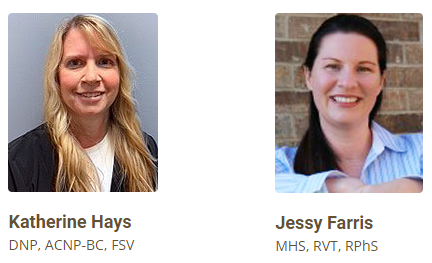 Katherine Hays
DNP, ACNP-BC, FSV
Jessy Farris
MHS, RVT, RPhS